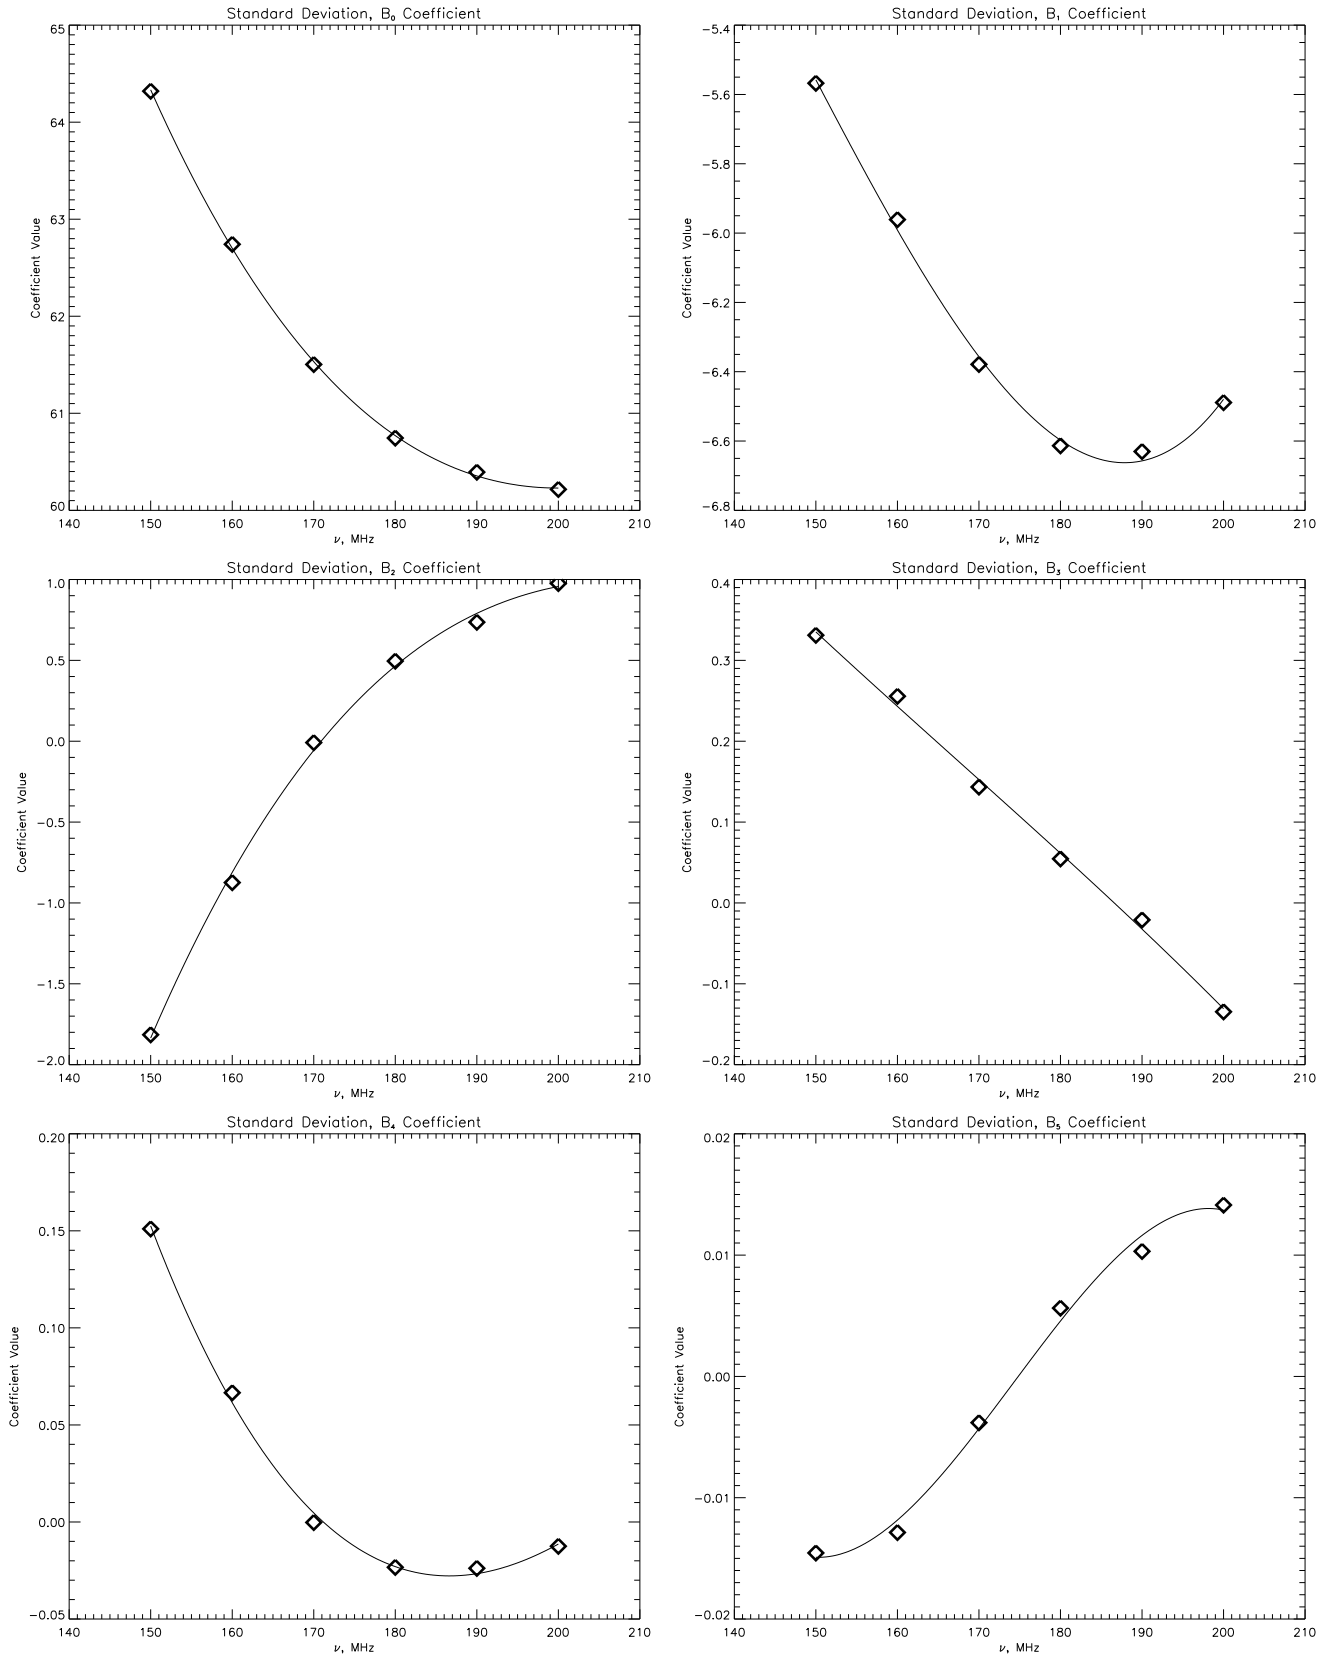 Standard Deviation, B₀ Coefficient
65
64
63
62
61
60
Coefficient Value
140 150 160 170 180 190 200 210
ν, MHz
Standard Deviation, B₁ Coefficient
−5.4
−5.6
−5.8
−6.0
−6.2
−6.4
−6.6
−6.8
Coefficient Value
140 150 160 170 180 190 200 210
ν, MHz
Standard Deviation, B₂ Coefficient
1.0
0.5
0.0
−0.5
−1.0
−1.5
−2.0
Coefficient Value
140 150 160 170 180 190 200 210
ν, MHz
Standard Deviation, B₃ Coefficient
0.4
0.3
0.2
0.1
0.0
−0.1
−0.2
Coefficient Value
140 150 160 170 180 190 200 210
ν, MHz
Standard Deviation, B₄ Coefficient
0.20
0.15
0.10
0.05
0.00
−0.05
Coefficient Value
140 150 160 170 180 190 200 210
ν, MHz
Standard Deviation, B₅ Coefficient
0.02
0.01
0.00
−0.01
−0.02
Coefficient Value
140 150 160 170 180 190 200 210
ν, MHz